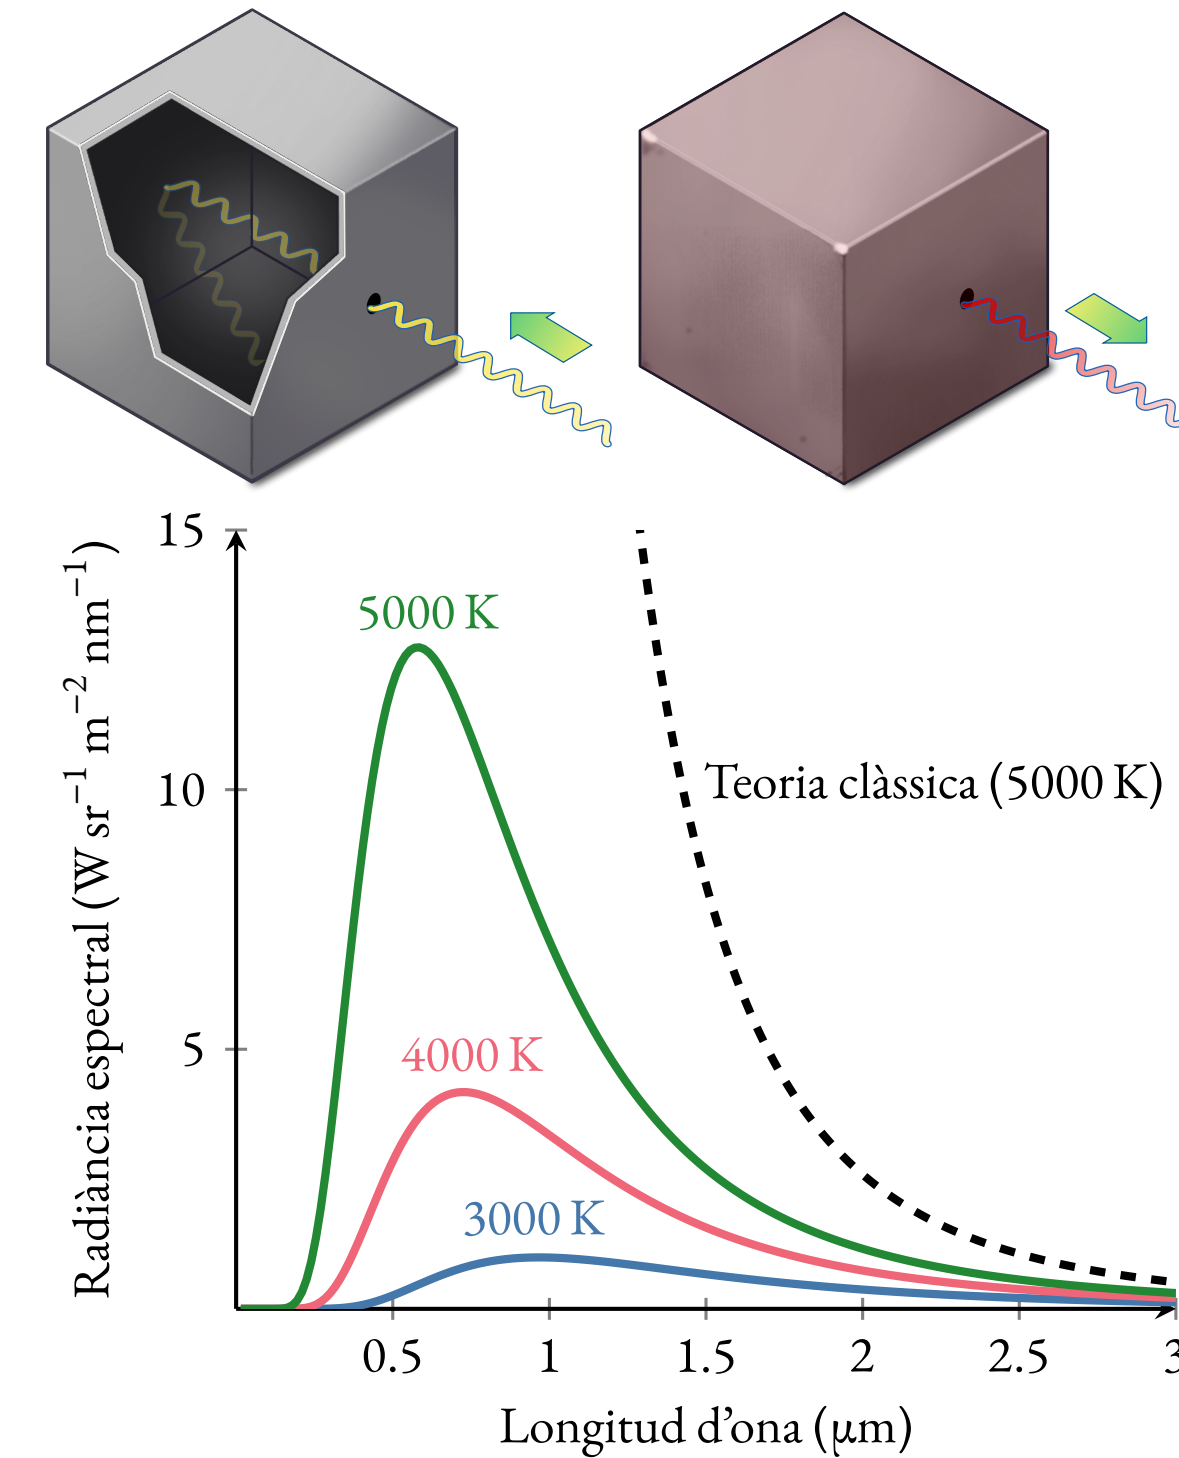 15
10
5
Radiància espectral (W sr⁻¹ m⁻² nm⁻¹)
5000 K
Teoria clàssica (5000 K)
4000 K
3000 K
0.5 1 1.5 2 2.5 3
Longitud d’ona (μm)